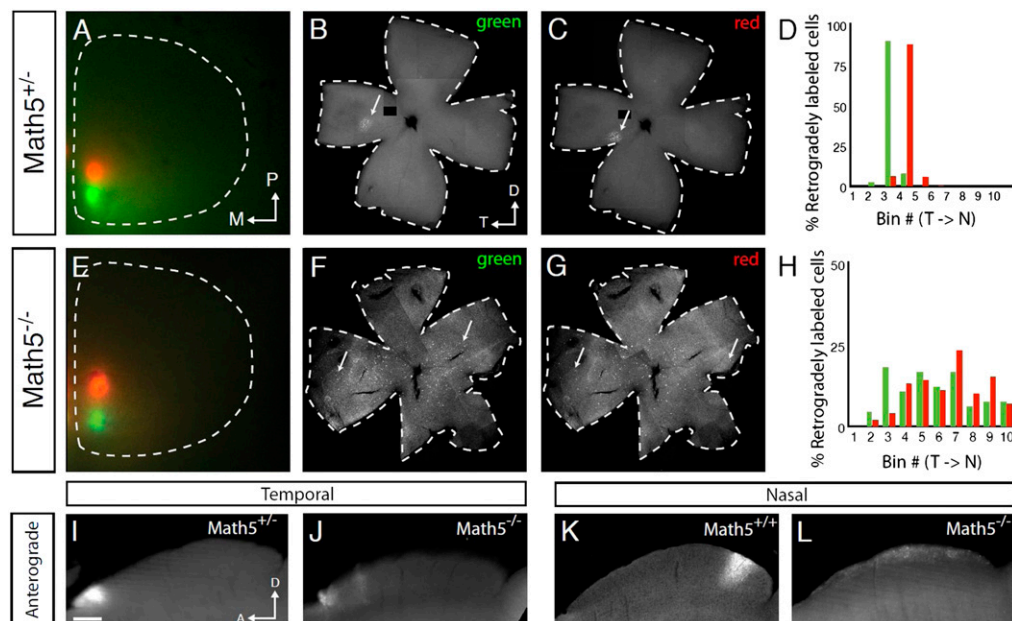 Math5+/-
A
P
M
B
green
D
T
C
red
D
% Retrogradely labeled cells
100
75
50
25
0
1 2 3 4 5 6 7 8 9 10
Bin # (T -> N)
Math5-/-
E
F
green
G
red
H
% Retrogradely labeled cells
50
25
0
1 2 3 4 5 6 7 8 9 10
Bin # (T -> N)
Temporal
Nasal
Anterograde
I
Math5+/-
D
A
J
Math5-/-
K
Math5+/+
L
Math5-/-